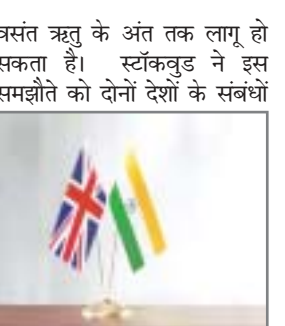 वसंत ऋतु के अंत तक लागू हो
सकता है। स्टॉकवुड ने इस
समझौते को दोनों देशों के संबंधों